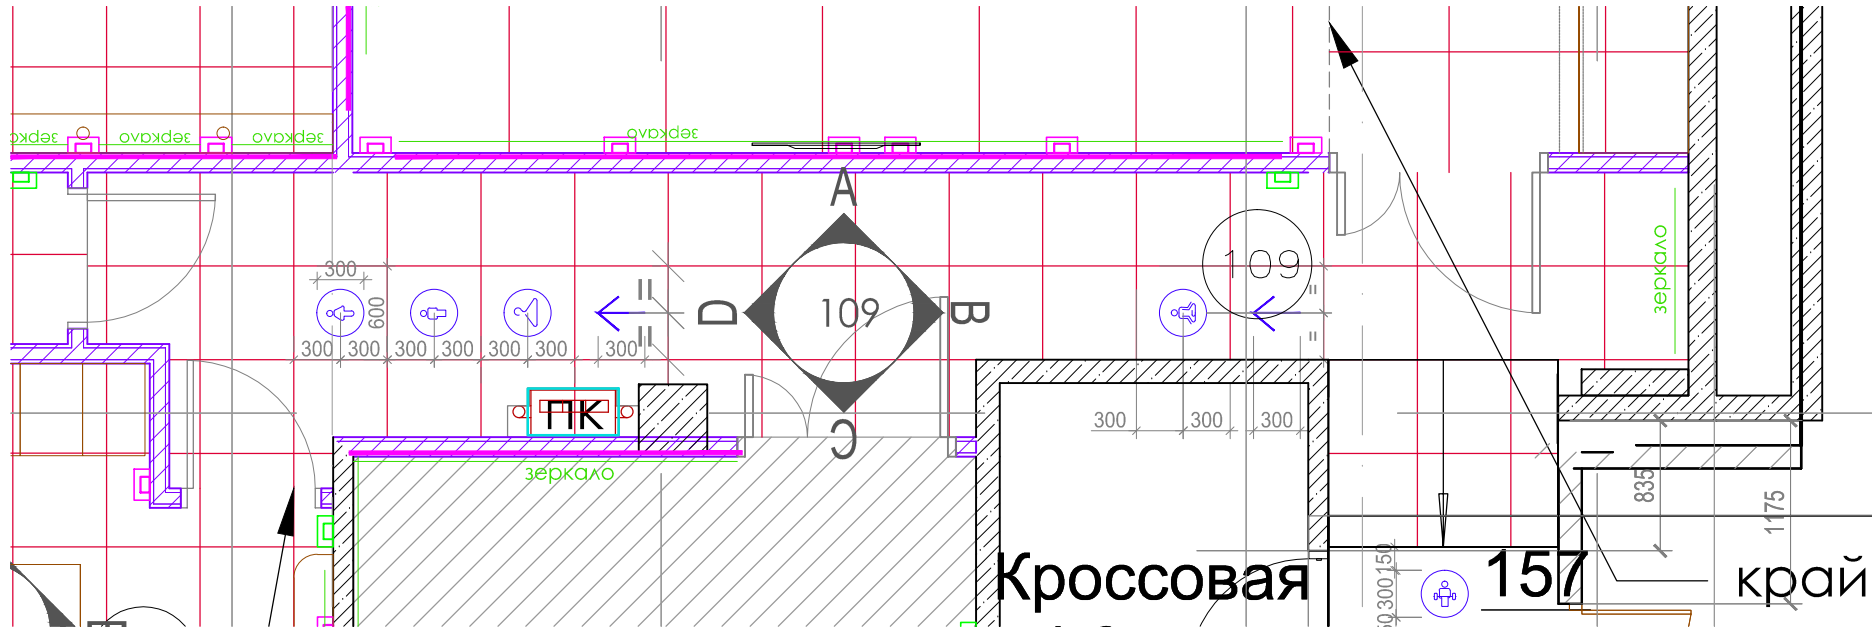 зеркало
зеркало
зеркало
зеркало
A
109
зеркало
300
600
D
109
B
=
=
=
=
300 300 300 300 300 300 300
ПК
C
300 300 300
зеркало
835
1175
Кроссовая
157
край
150
300